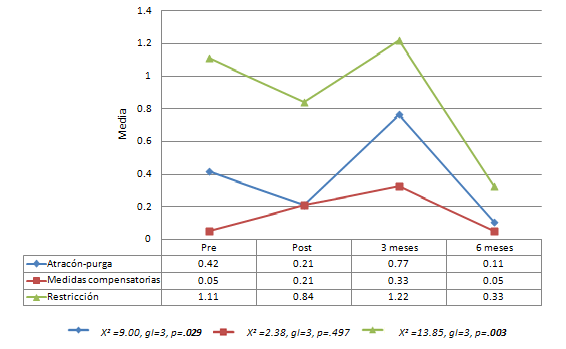 1.4
1.2
1
0.8
0.6
0.4
0.2
0
Media
Pre Post 3 meses 6 meses
Atracón-purga 0.42 0.21 0.77 0.11
Medidas compensatorias 0.05 0.21 0.33 0.05
Restricción 1.11 0.84 1.22 0.33
X² =9.00, gl=3, p=.029 X² =2.38, gl=3, p=.497 X² =13.85, gl=3, p=.003